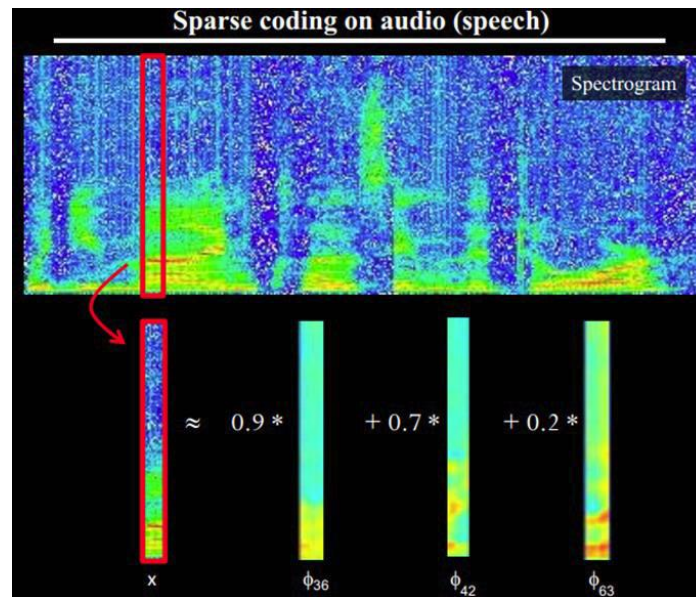 Sparse coding on audio (speech)
Spectrogram
≈ 0.9 * + 0.7 * + 0.2 *
x ϕ36 ϕ42 ϕ63